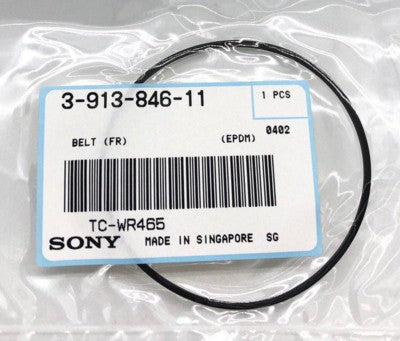 3-913-846-11 1 PCS
BELT (FR) (EPDM) 0402
TC-WR465
SONY MADE IN SINGAPORE SG